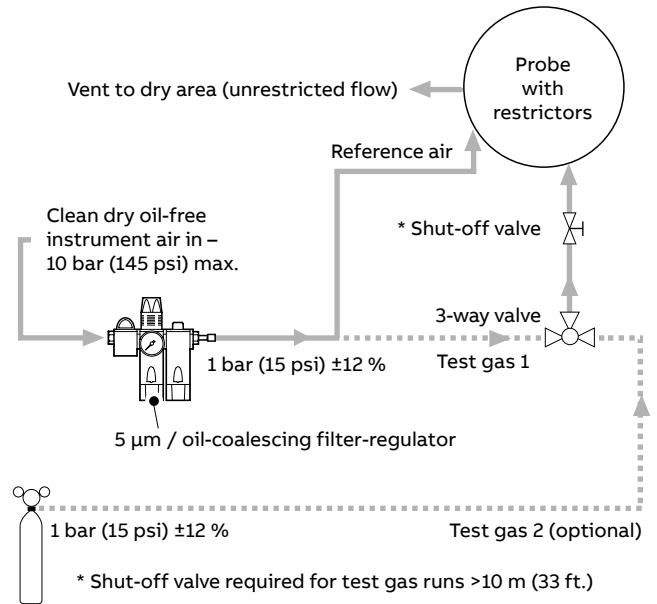 Probe
with
restrictors
Vent to dry area (unrestricted flow)
Reference air
Clean dry oil-free
instrument air in –
10 bar (145 psi) max.
* Shut-off valve
3-way valve
1 bar (15 psi) ±12 %
Test gas 1
5 µm / oil-coalescing filter-regulator
1 bar (15 psi) ±12 %
Test gas 2 (optional)
* Shut-off valve required for test gas runs >10 m (33 ft.)